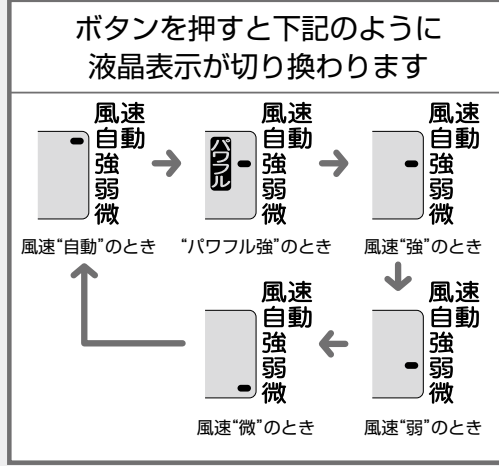 ボタンを押すと下記のように
液晶表示が切り換わります
風速
自動
強
弱
微
風速“自動”のとき
パワフル
風速
自動
強
弱
微
“パワフル強”のとき
風速
自動
強
弱
微
風速“強”のとき
風速
自動
強
弱
微
風速“弱”のとき
風速
自動
強
弱
微
風速“微”のとき